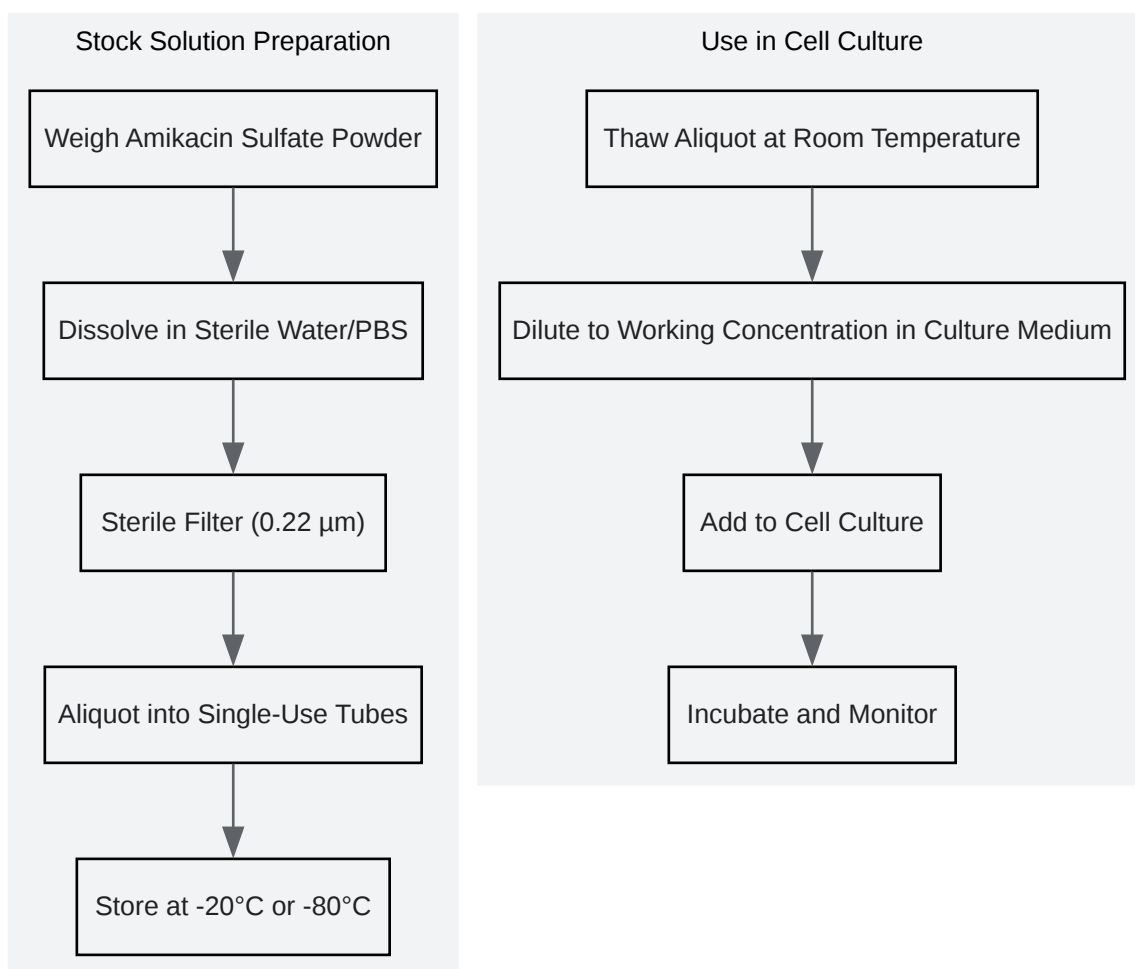 Stock Solution Preparation
Weigh Amikacin Sulfate Powder
Dissolve in Sterile Water/PBS
Sterile Filter (0.22 µm)
Aliquot into Single-Use Tubes
Store at -20°C or -80°C
Use in Cell Culture
Thaw Aliquot at Room Temperature
Dilute to Working Concentration in Culture Medium
Add to Cell Culture
Incubate and Monitor